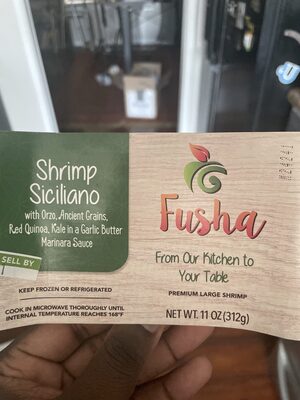 Shrimp
Siciliano
with Orzo, Ancient Grains,
Red Quinoa, Kale in a Garlic Butter
Marinara Sauce
SELL BY
KEEP FROZEN OR REFRIGERATED
COOK IN MICROWAVE THOROUGHLY UNTIL
INTERNAL TEMPERATURE REACHES 168°F
Fusha
From Our Kitchen to
Your Table
PREMIUM LARGE SHRIMP
NET WT. 11 OZ (312g)